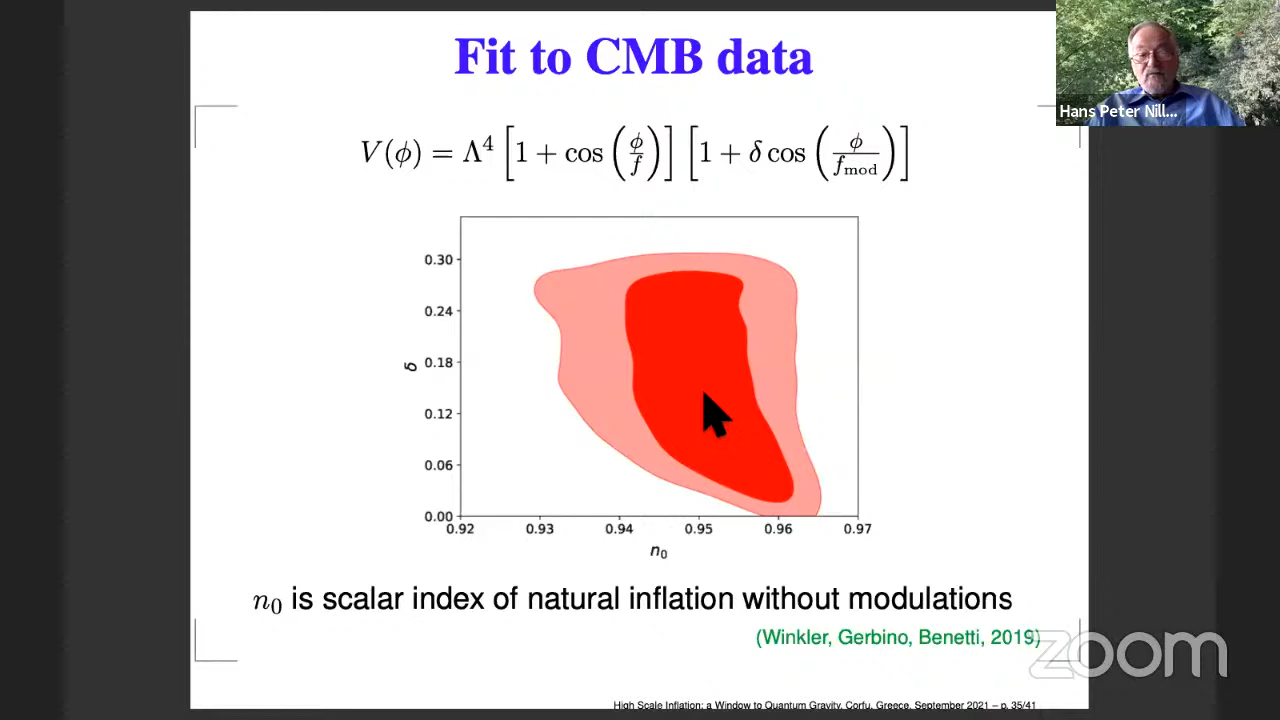 Fit to CMB data
Hans Peter Nill...
V(ϕ) = Λ⁴ [1 + cos(ϕ/f)] [1 + δ cos(ϕ/f_mod)]
0.30
0.24
0.18
0.12
0.06
0.00
δ
0.92 0.93 0.94 0.95 0.96 0.97
n₀
n₀ is scalar index of natural inflation without modulations
(Winkler, Gerbino, Benetti, 2019)
zoom
High Scale Inflation: a Window to Quantum Gravity, Corfu, Greece, September 2021 – p. 35/41